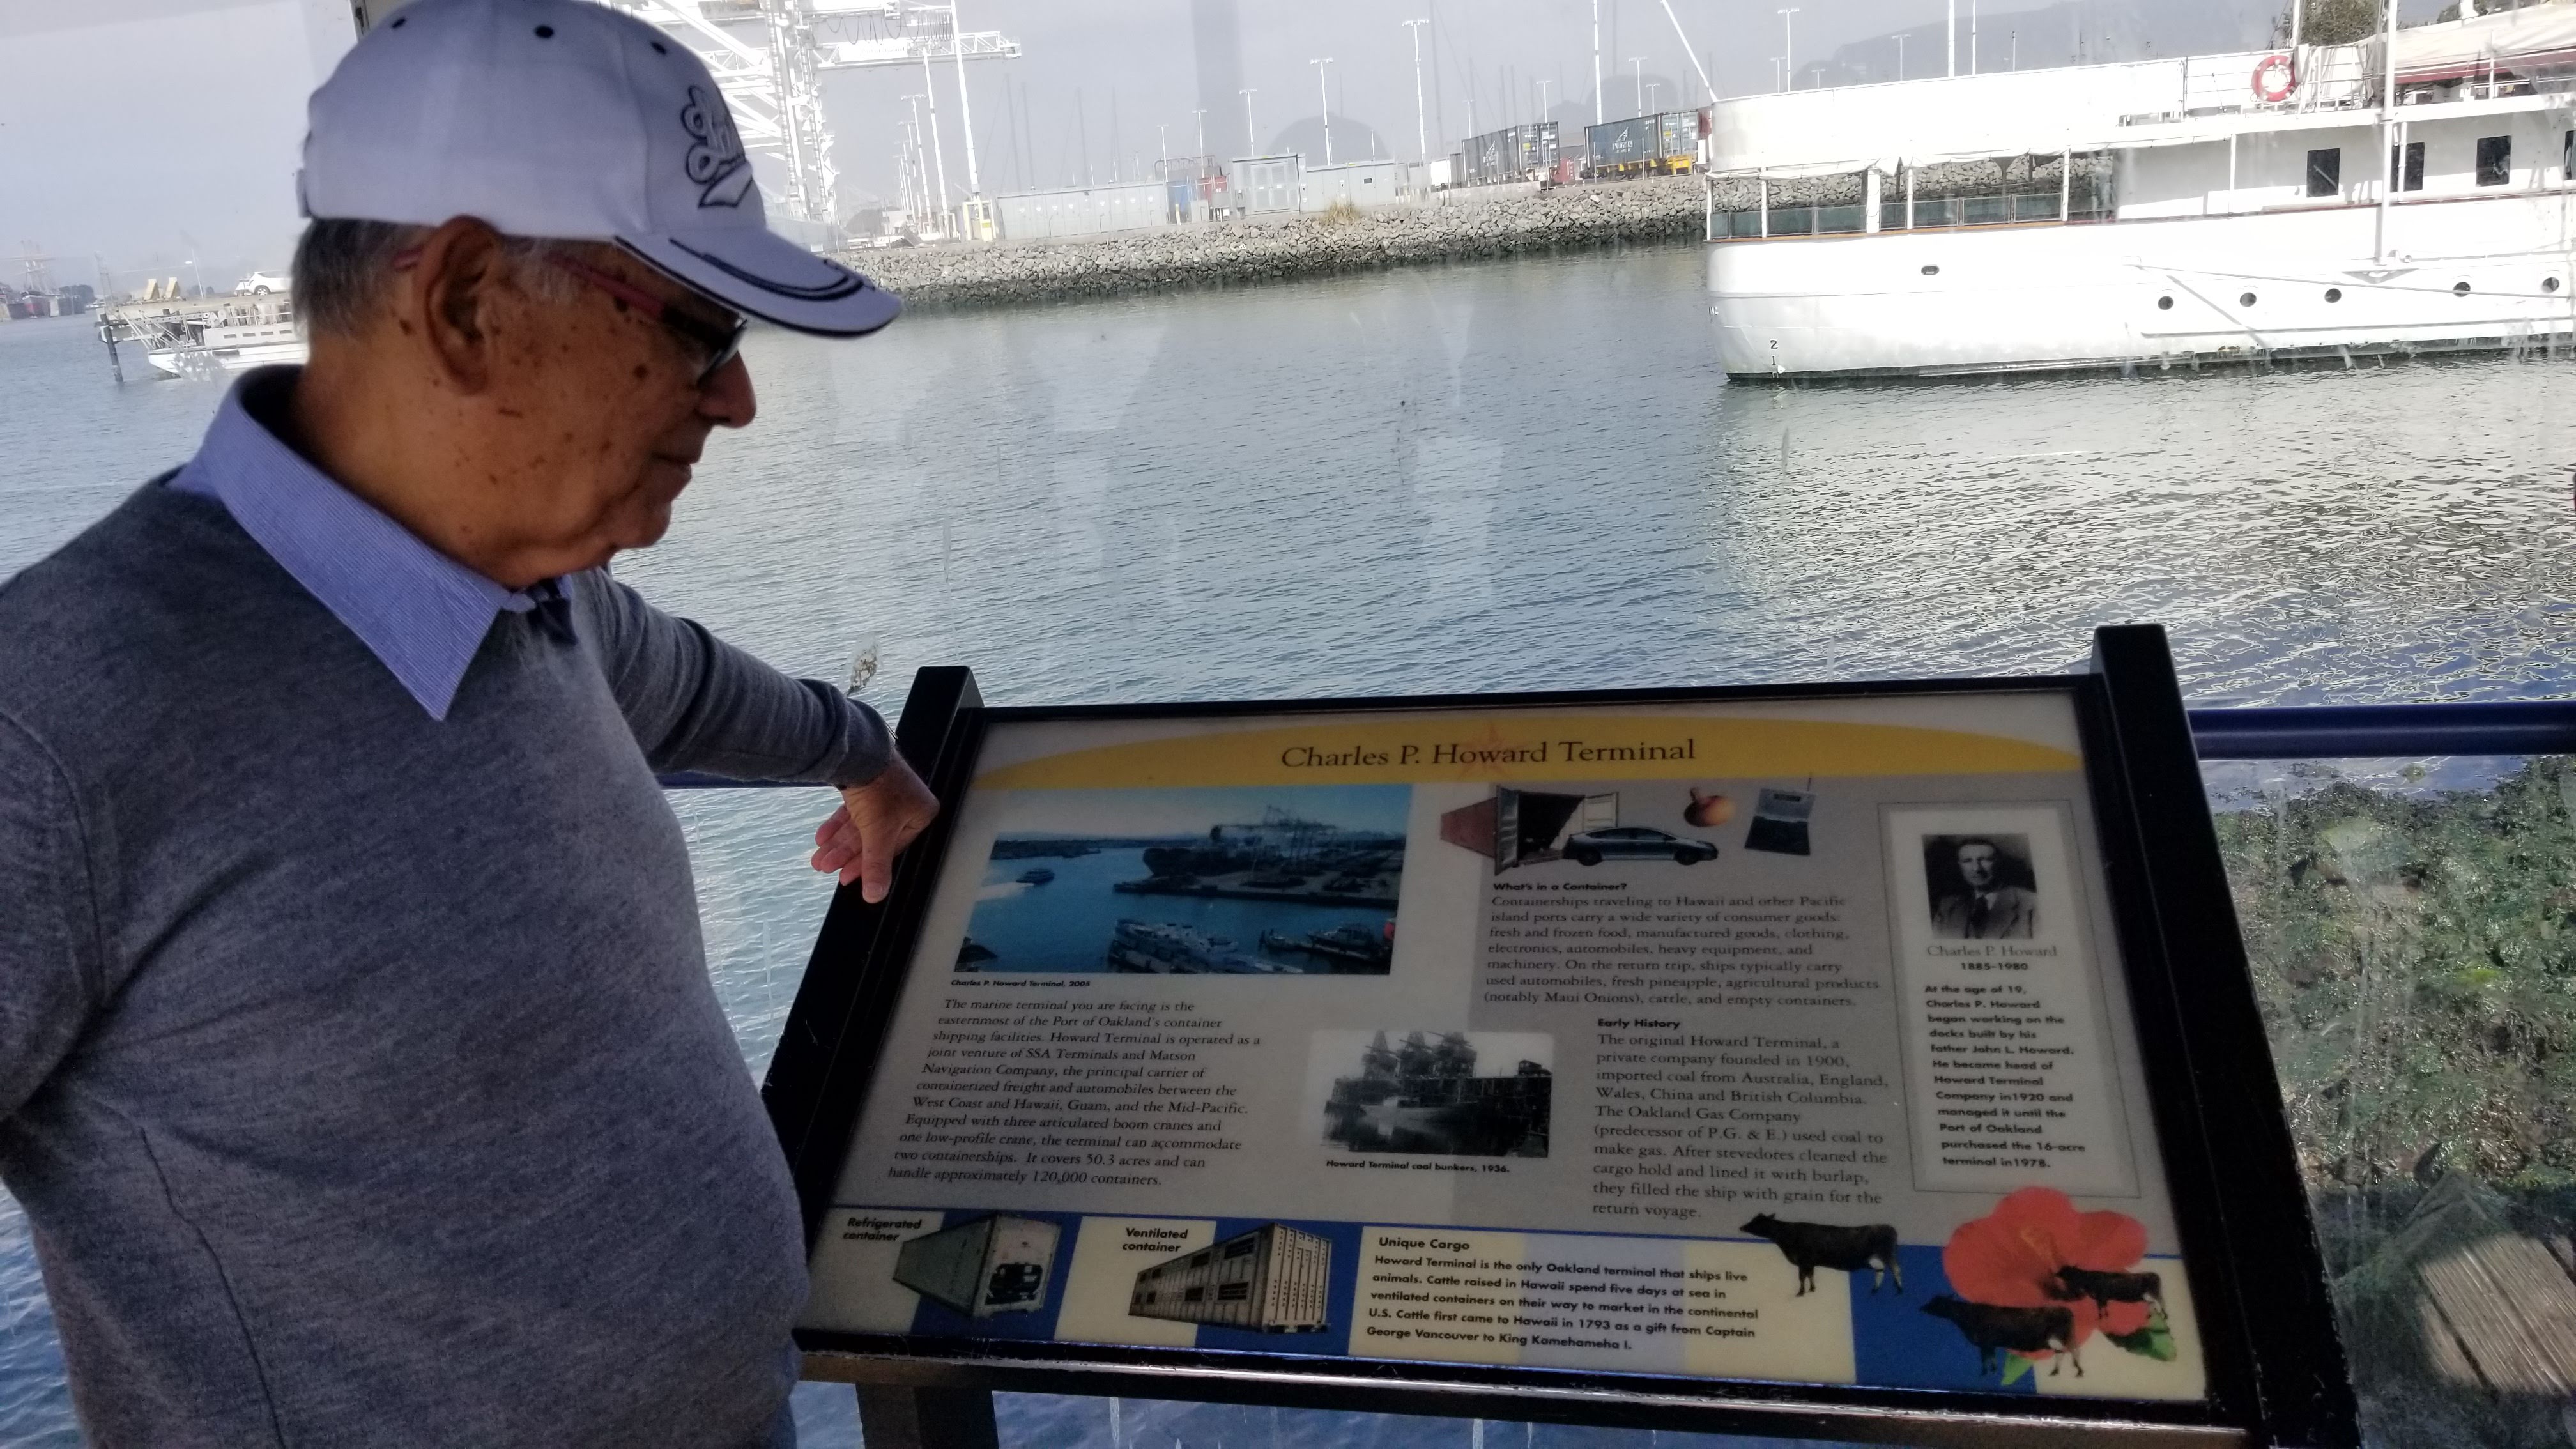 2
1
Charles P. Howard Terminal
Charles P. Howard Terminal, 2005
The marine terminal you are facing is the
easternmost of the Port of Oakland's container
shipping facilities. Howard Terminal is operated as a
joint venture of SSA Terminals and Matson
Navigation Company, the principal carrier of
containerized freight and automobiles between the
West Coast and Hawaii, Guam, and the Mid-Pacific.
Equipped with three articulated boom cranes and
one low-profile crane, the terminal can accommodate
two containerships. It covers 50.3 acres and can
handle approximately 120,000 containers.
What's in a Container?
Containerships traveling to Hawaii and other Pacific
island ports carry a wide variety of consumer goods:
fresh and frozen food, manufactured goods, clothing,
electronics, automobiles, heavy equipment, and
machinery. On the return trip, ships typically carry
used automobiles, fresh pineapple, agricultural products
(notably Maui Onions), cattle, and empty containers.
Howard Terminal coal bunkers, 1936.
Early History
The original Howard Terminal, a
private company founded in 1900,
imported coal from Australia, England,
Wales, China and British Columbia.
The Oakland Gas Company
(predecessor of P.G. & E.) used coal to
make gas. After stevedores cleaned the
cargo hold and lined it with burlap,
they filled the ship with grain for the
return voyage.
Charles P. Howard
1885-1980
At the age of 19,
Charles P. Howard
began working on the
docks built by his
father John L. Howard.
He became head of
Howard Terminal
Company in1920 and
managed it until the
Port of Oakland
purchased the 16-acre
terminal in1978.
Refrigerated
container
Ventilated
container
Unique Cargo
Howard Terminal is the only Oakland terminal that ships live
animals. Cattle raised in Hawaii spend five days at sea in
ventilated containers on their way to market in the continental
U.S. Cattle first came to Hawaii in 1793 as a gift from Captain
George Vancouver to King Kamehameha I.